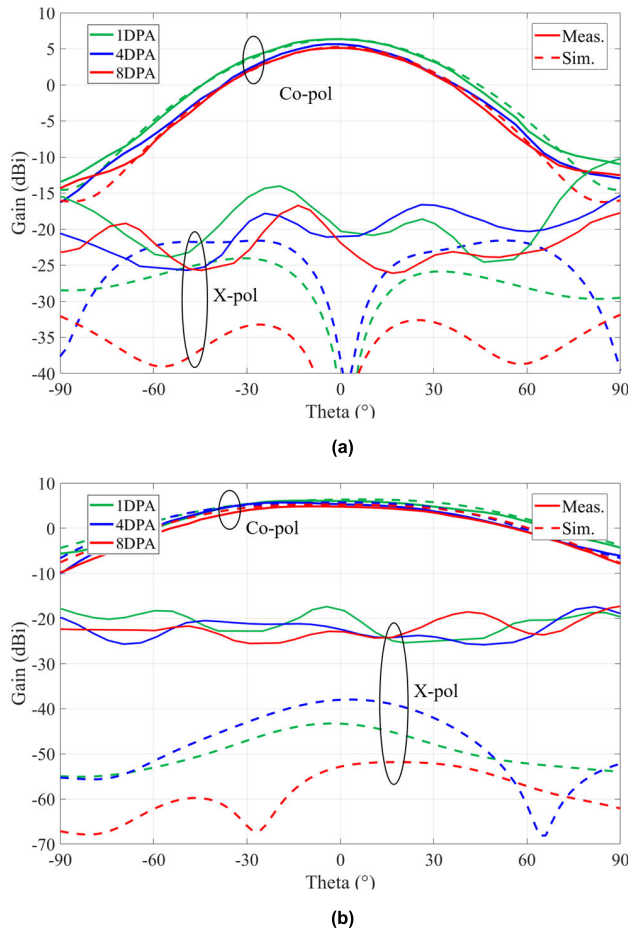 10
5
0
-5
-10
-15
-20
-25
-30
-35
-40
Gain (dBi)
1DPA
4DPA
8DPA
Meas.
Sim.
Co-pol
X-pol
-90 -60 -30 0 30 60 90
Theta (°)
(a)
10
0
-10
-20
-30
-40
-50
-60
-70
Gain (dBi)
1DPA
4DPA
8DPA
Meas.
Sim.
Co-pol
X-pol
-90 -60 -30 0 30 60 90
Theta (°)
(b)